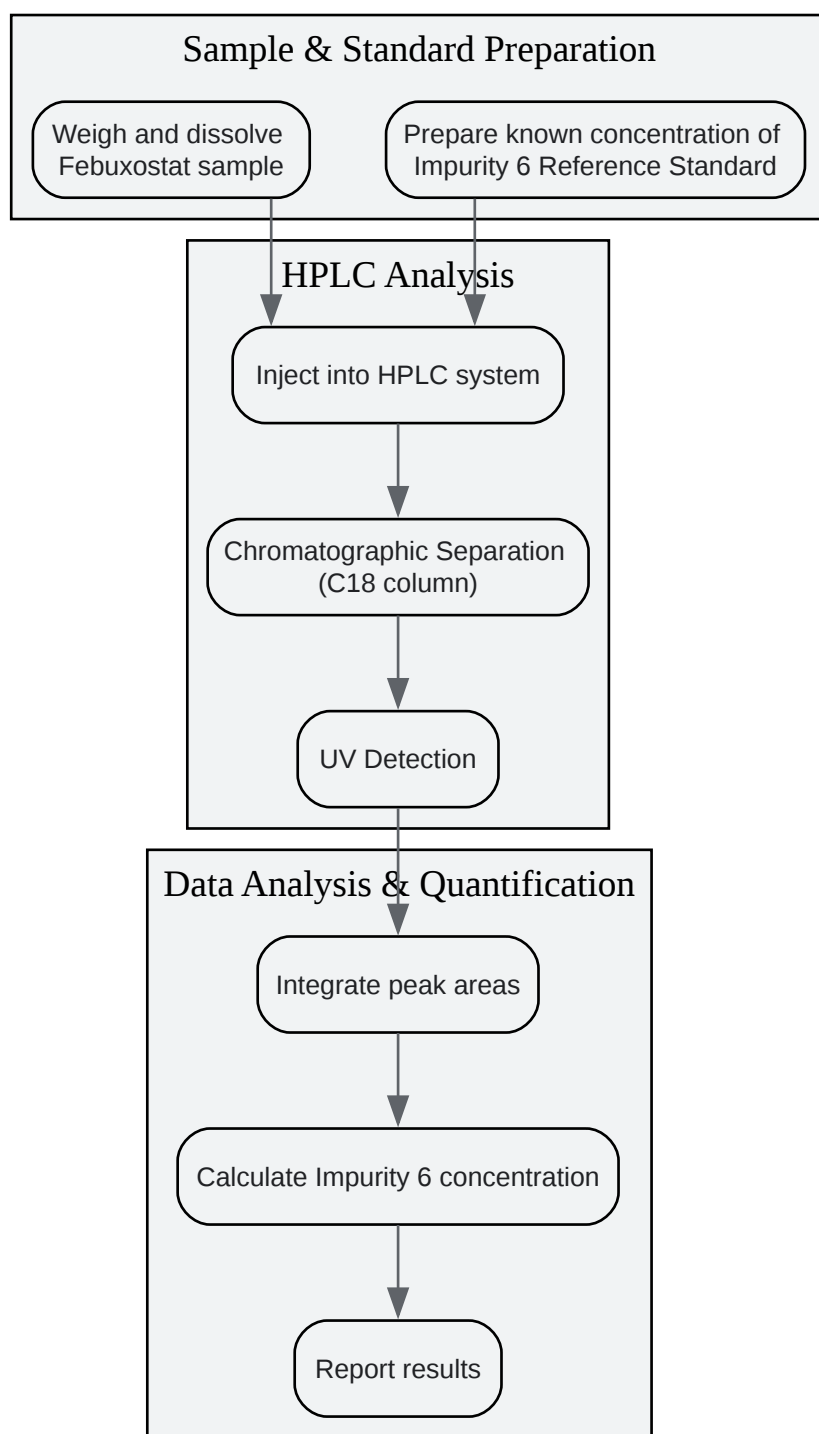 Sample & Standard Preparation
Weigh and dissolve
Febuxostat sample
Prepare known concentration of
Impurity 6 Reference Standard
HPLC Analysis
Inject into HPLC system
Chromatographic Separation
(C18 column)
UV Detection
Data Analysis & Quantification
Integrate peak areas
Calculate Impurity 6 concentration
Report results